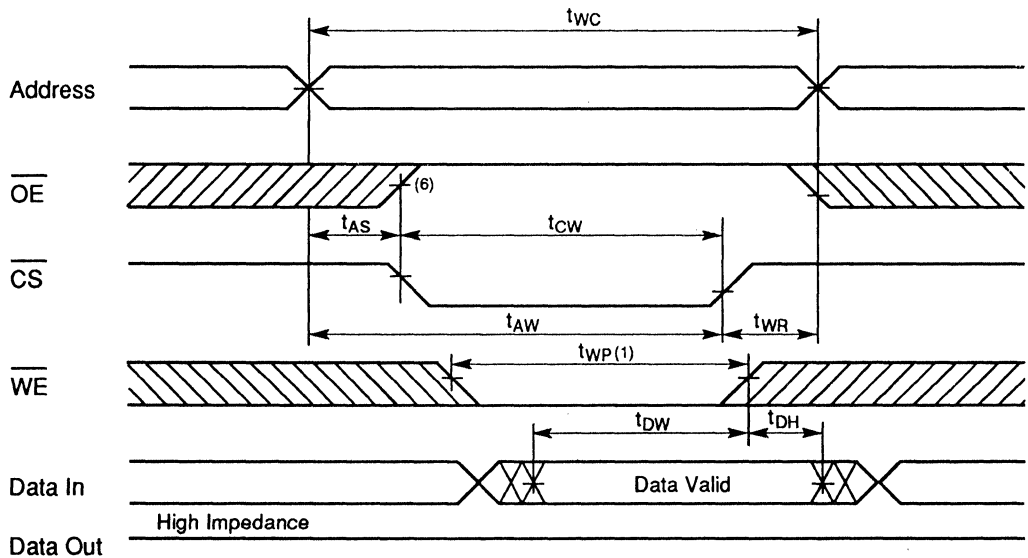 tWC
Address
OE
(6)
tAS
tCW
CS
tAW
tWR
tWP(1)
WE
tDW
tDH
Data In
Data Valid
High Impedance
Data Out